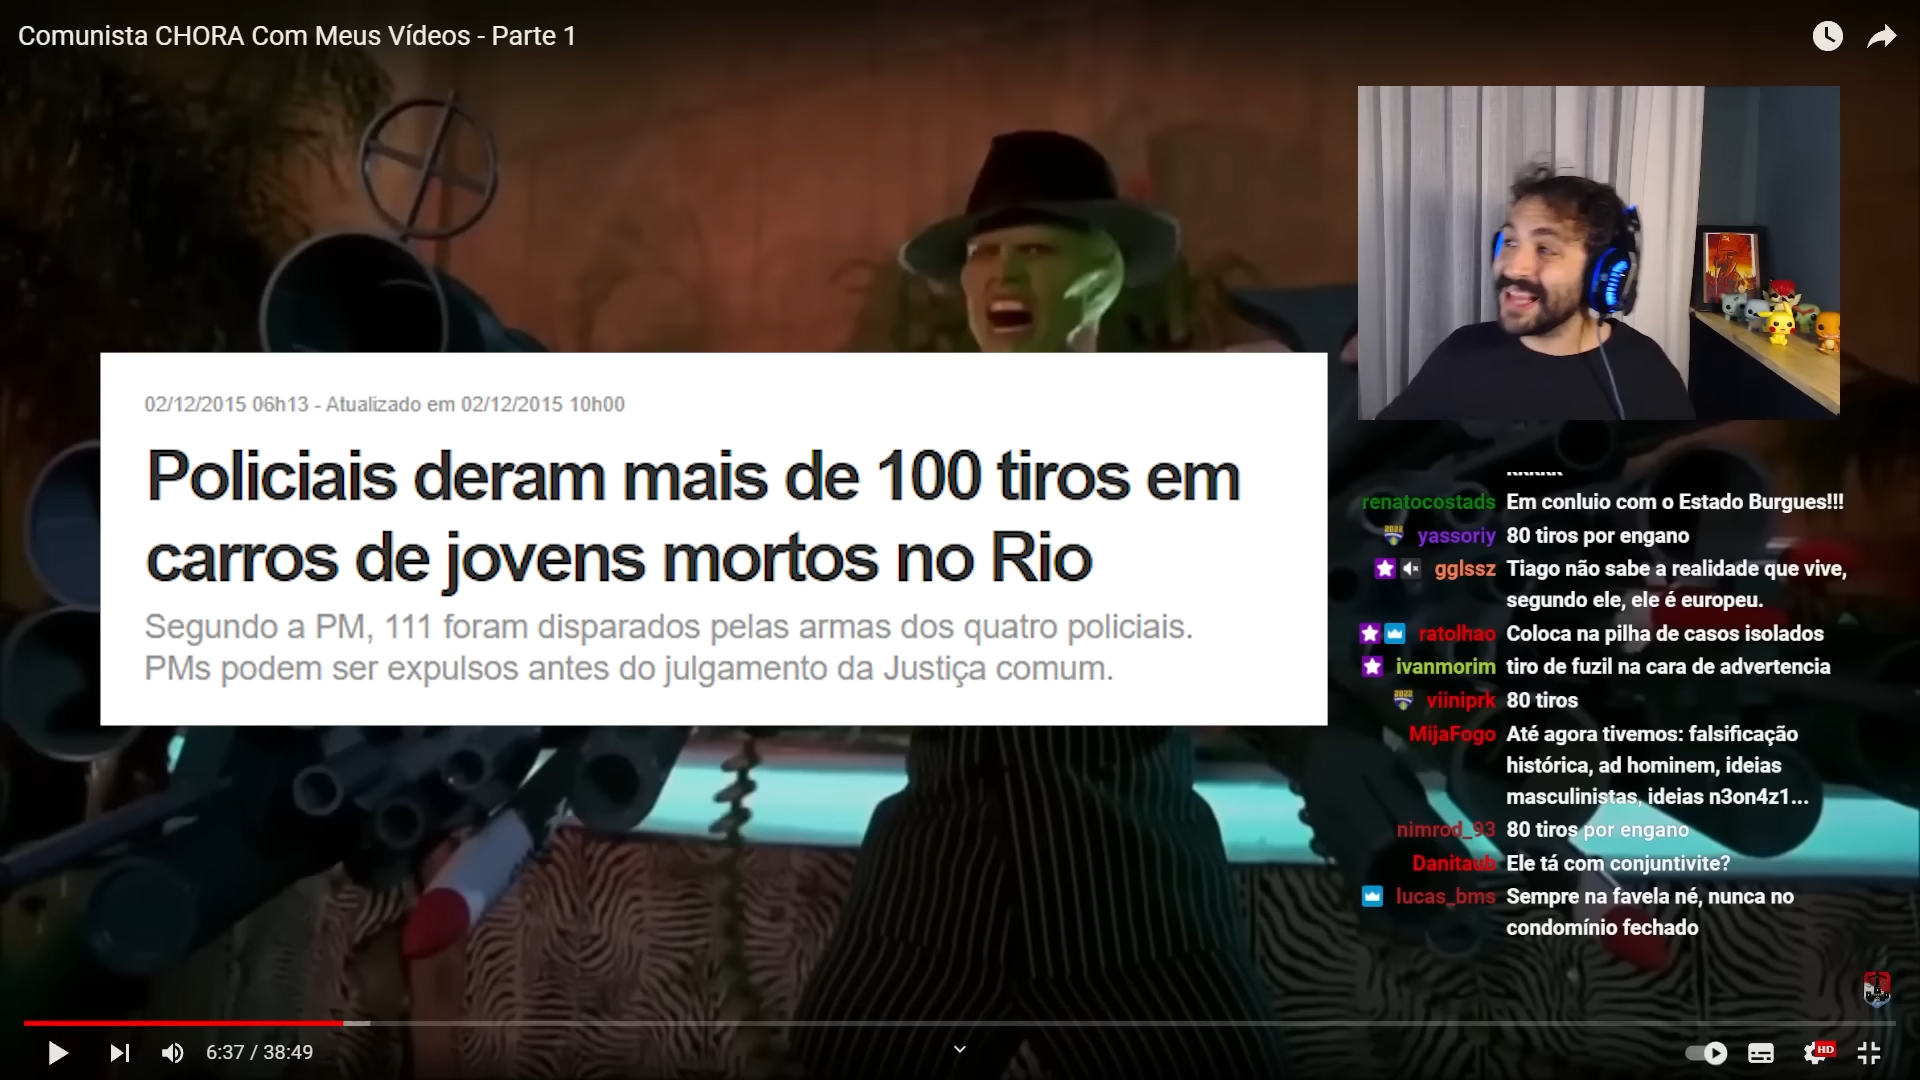 Comunista CHORA Com Meus Vídeos - Parte 1
02/12/2015 06h13 - Atualizado em 02/12/2015 10h00
Policiais deram mais de 100 tiros em
carros de jovens mortos no Rio
Segundo a PM, 111 foram disparados pelas armas dos quatro policiais.
PMs podem ser expulsos antes do julgamento da Justiça comum.
renatocostads Em conluio com o Estado Burgues!!!
yassoriy 80 tiros por engano
gglssz Tiago não sabe a realidade que vive,
segundo ele, ele é europeu.
ratolhao Coloca na pilha de casos isolados
ivanmorim tiro de fuzil na cara de advertencia
viiniprk 80 tiros
MijaFogo Até agora tivemos: falsificação
histórica, ad hominem, ideias
masculinistas, ideias n3on4z1...
nimrod_93 80 tiros por engano
Danitaub Ele tá com conjuntivite?
lucas_bms Sempre na favela né, nunca no
condomínio fechado
6:37 / 38:49
HD